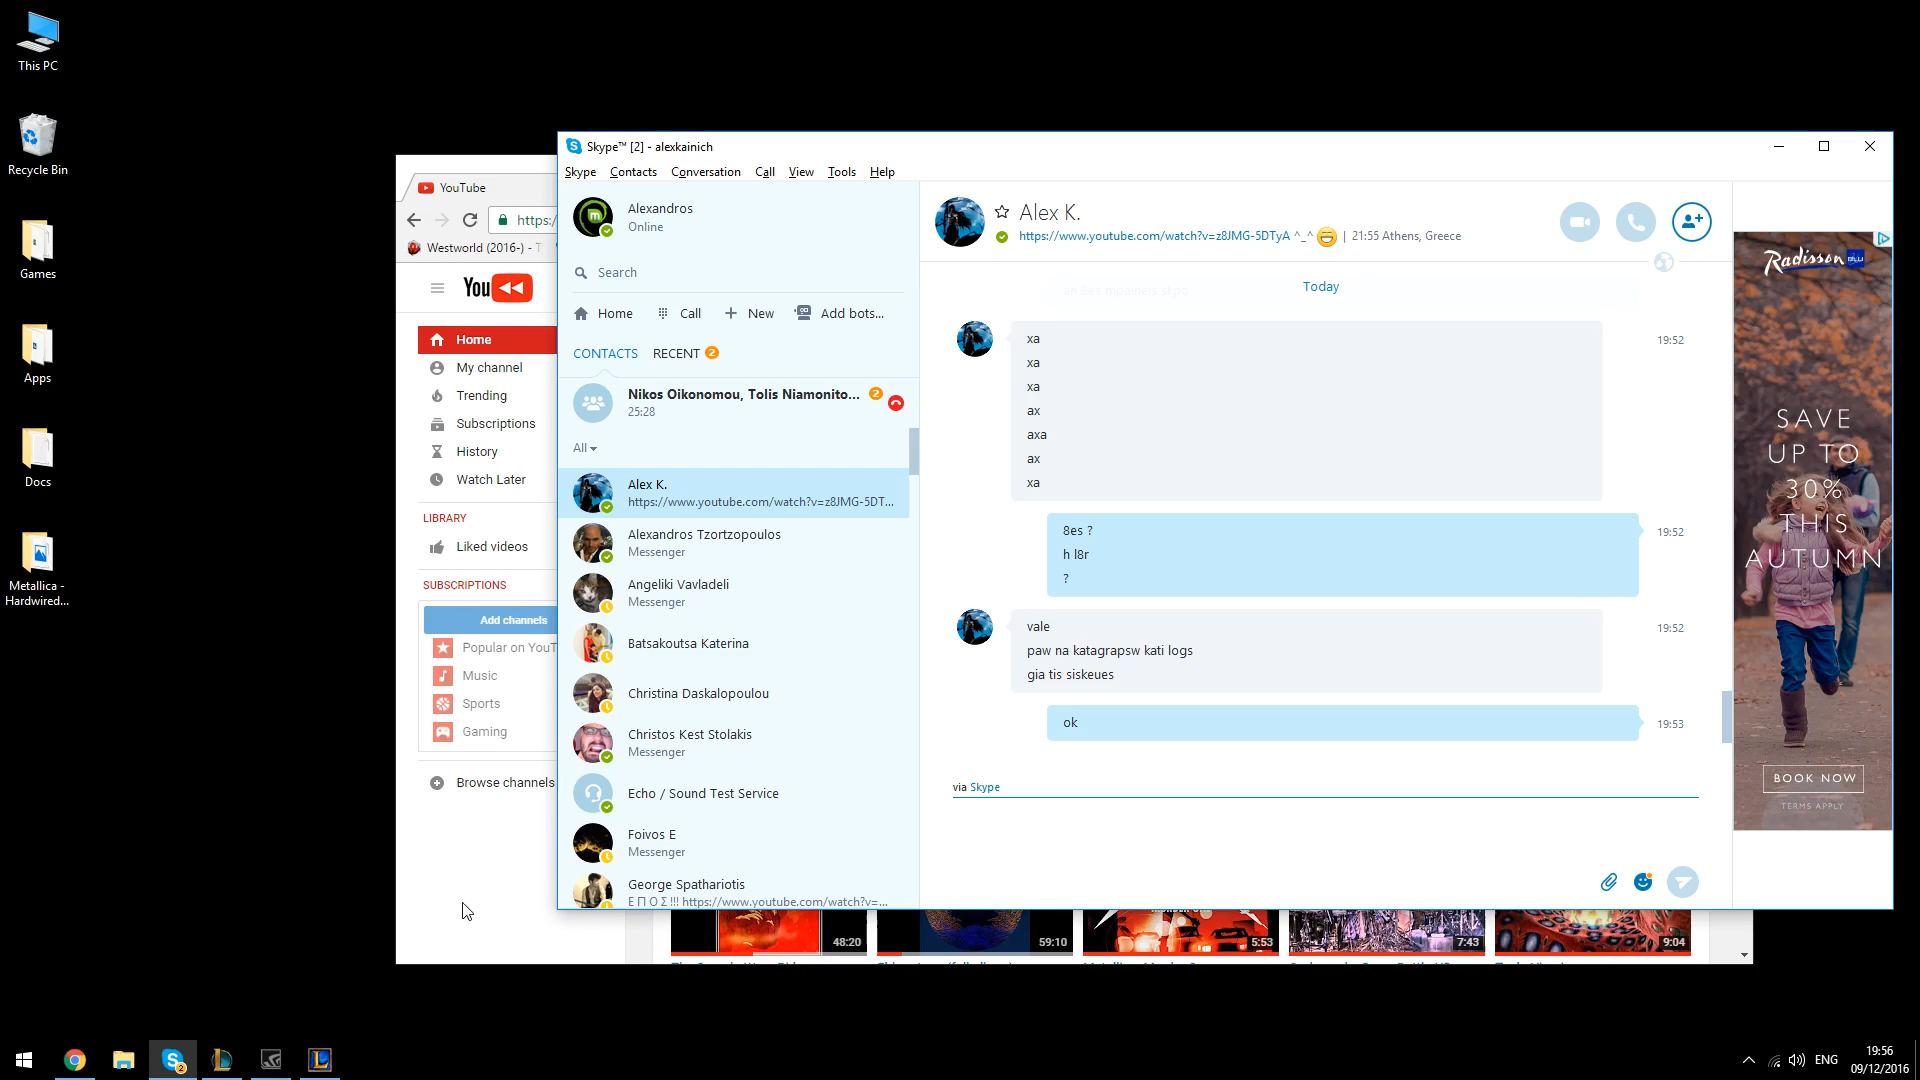 This PC
Recycle Bin
Games
Apps
Docs
Metallica -
Hardwired...
YouTube
https:/
Westworld (2016-) - T
You
Home
My channel
Trending
Subscriptions
History
Watch Later
LIBRARY
Liked videos
SUBSCRIPTIONS
Add channels
Popular on YouT
Music
Sports
Gaming
Browse channels
Skype™ [2] - alexkainich
Skype Contacts Conversation Call View Tools Help
Alexandros
Online
Search
Home Call New Add bots...
CONTACTS RECENT 2
Nikos Oikonomou, Tolis Niamonito... 2
25:28
All
Alex K.
https://www.youtube.com/watch?v=z8JMG-5DT...
Alexandros Tzortzopoulos
Messenger
Angeliki Vavladeli
Messenger
Batsakoutsa Katerina
Christina Daskalopoulou
Christos Kest Stolakis
Messenger
Echo / Sound Test Service
Foivos E
Messenger
George Spathariotis
Ε Π Ο Σ !!! https://www.youtube.com/watch?v=...
Alex K.
https://www.youtube.com/watch?v=z8JMG-5DTyA ^_^ | 21:55 Athens, Greece
Today
xa 19:52
xa
xa
ax
axa
ax
xa
8es ? 19:52
h l8r
?
vale 19:52
paw na katagrapsw kati logs
gia tis siskeues
ok 19:53
via Skype
Radisson BLU
SAVE
UP TO
30%
THIS
AUTUMN
BOOK NOW
TERMS APPLY
48:20
59:10
5:53
7:43
9:04
2
ENG
19:56
09/12/2016